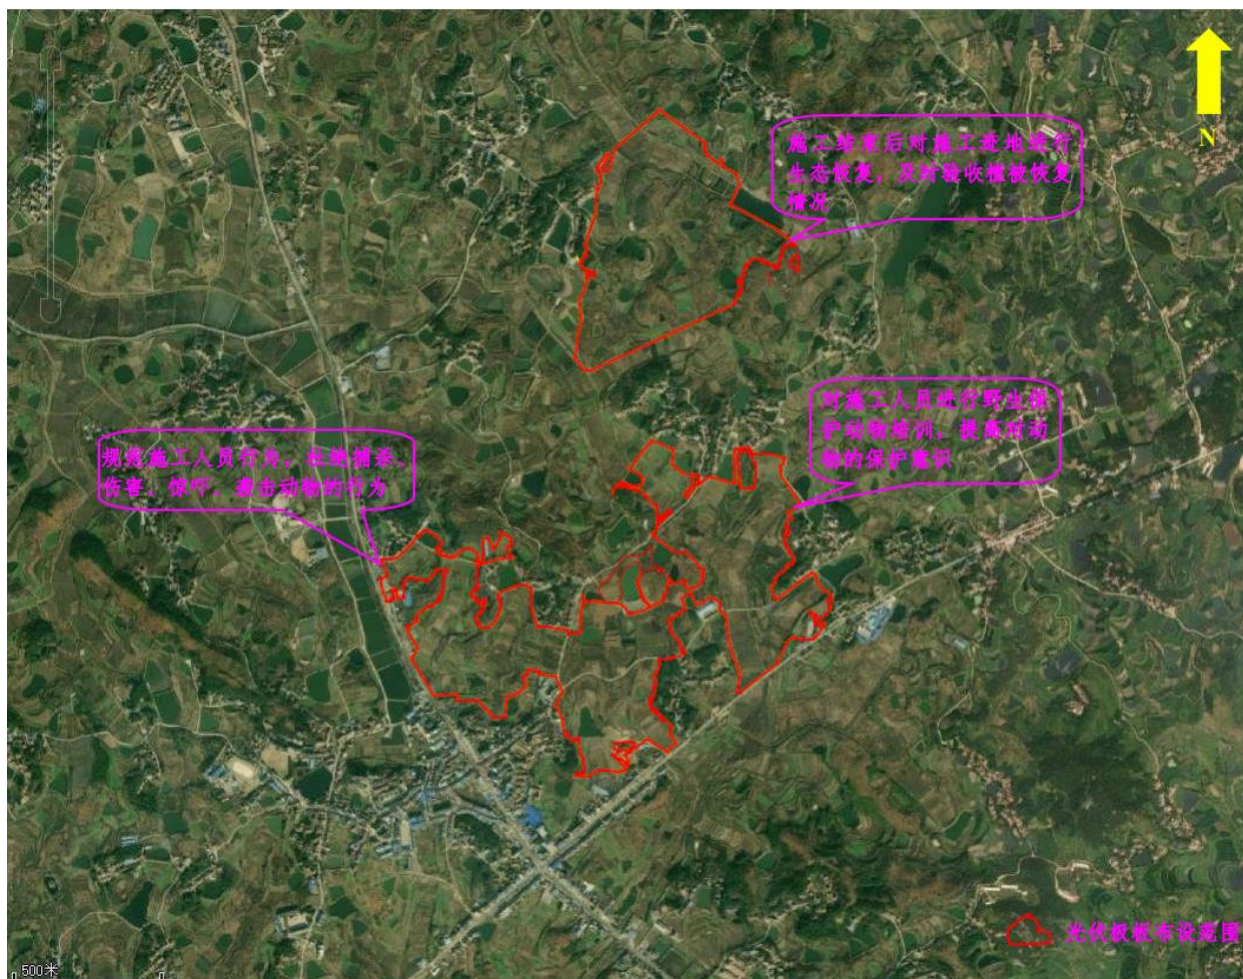 N
施工结束后对施工迹地进行
生态恢复，及时验收植被恢复
情况
对施工人员进行野生保
护动物培训，提高对动
物的保护意识
规范施工人员行为，杜绝捕杀、
伤害、惊吓、袭击动物的行为
光伏极板布设范围
500米